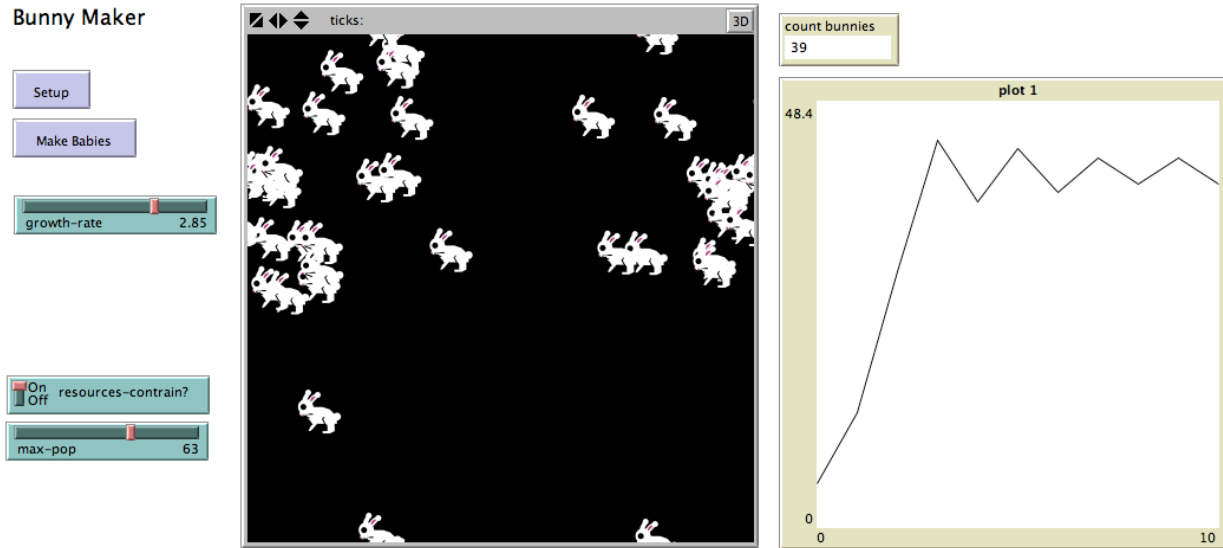 Bunny Maker
Setup
Make Babies
growth-rate 2.85
On
Off
resources-contrain?
max-pop 63
ticks:
3D
count bunnies
39
plot 1
48.4
0
0 10